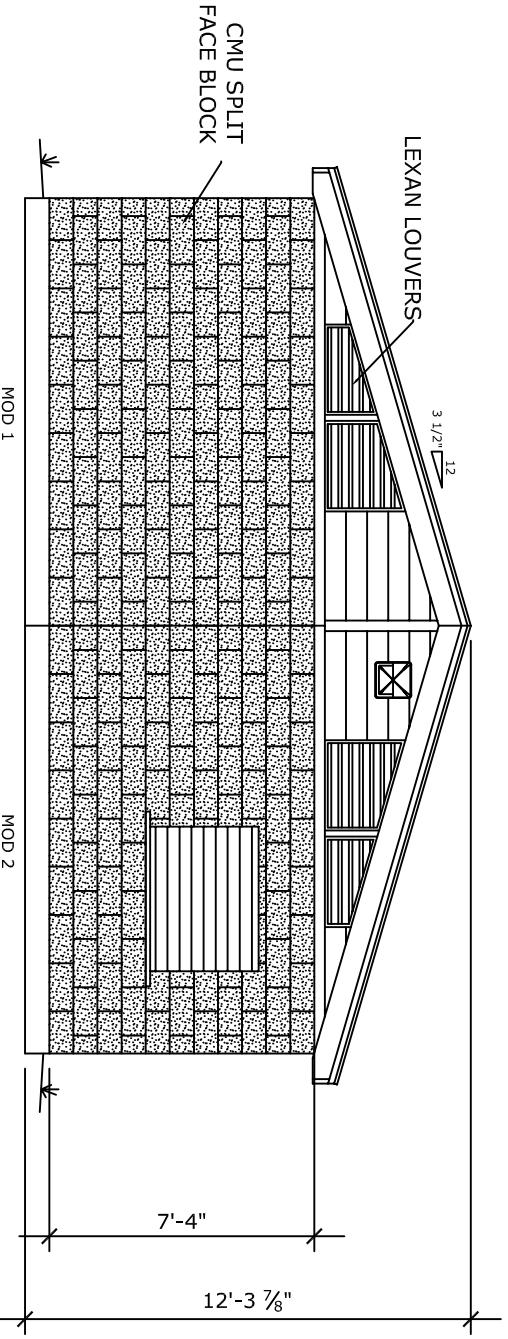 LEXAN LOUVERS
CMU SPLIT
FACE BLOCK
12
3 1/2"
MOD 1
MOD 2
7'-4"
12'-3 ⅞"